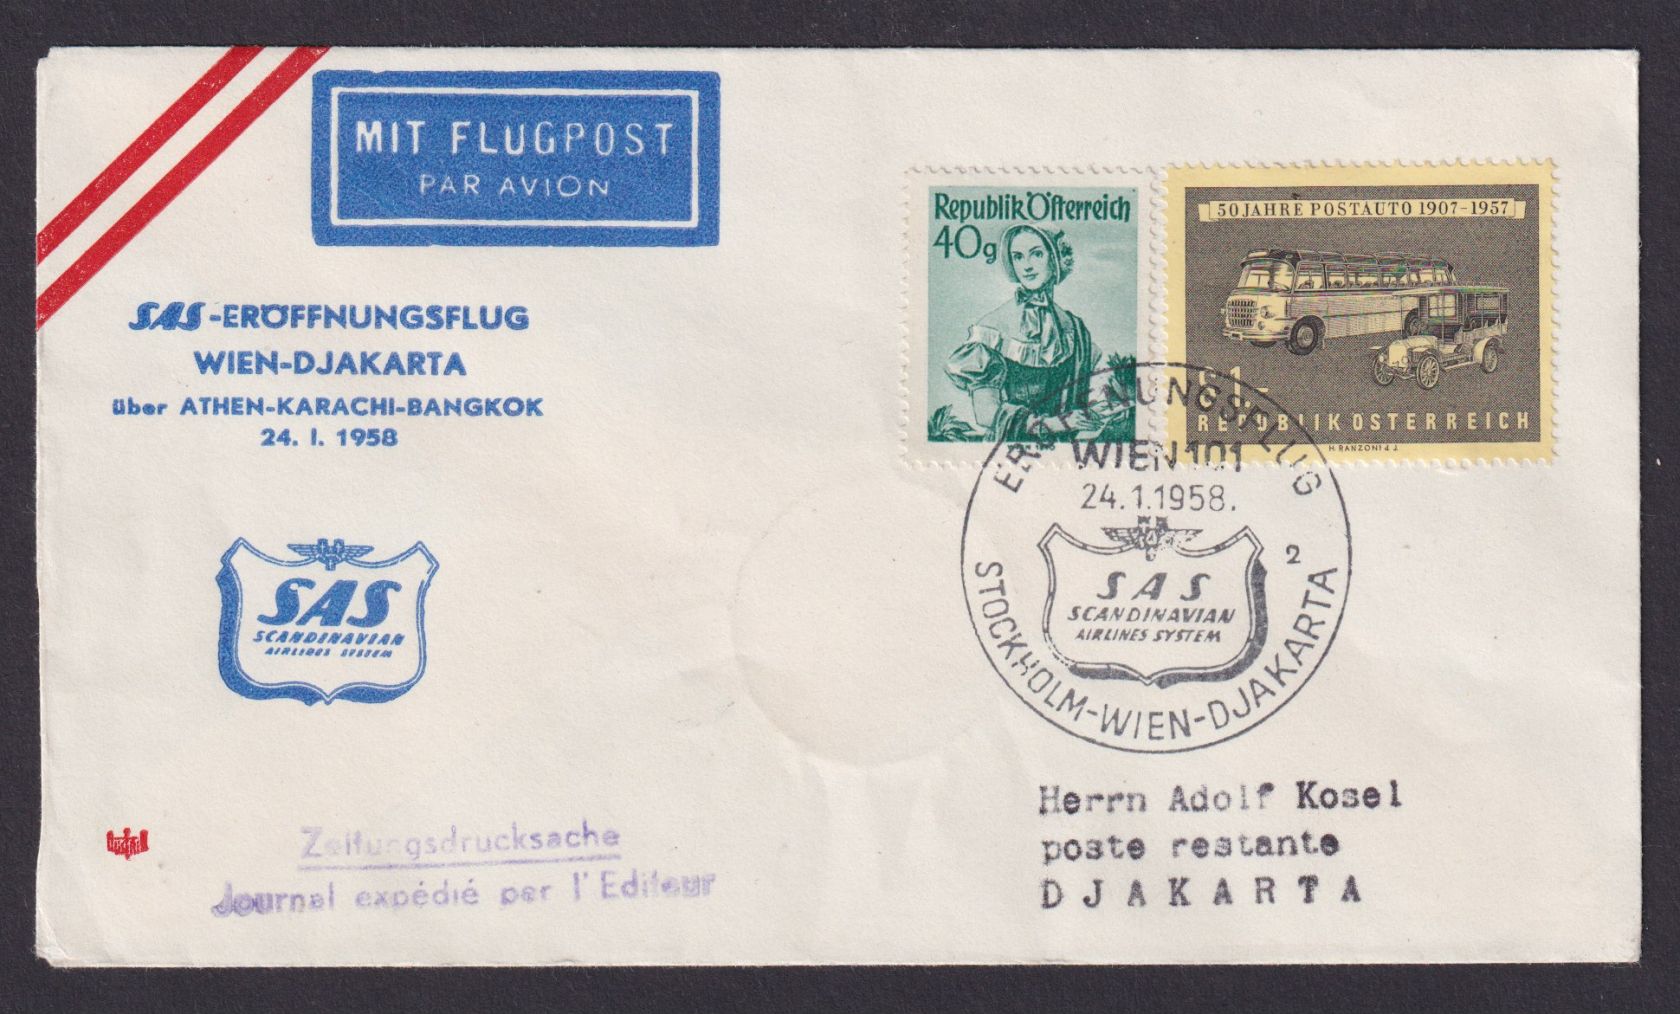 MIT FLUGPOST
PAR AVION
SAS-ERÖFFNUNGSFLUG
WIEN-DJAKARTA
über ATHEN-KARACHI-BANGKOK
24. I. 1958
SAS
SCANDINAVIAN
AIRLINES SYSTEM
Republik Österreich
40g
50 JAHRE POSTAUTO 1907-1957
S 1.-
REPUBLIK ÖSTERREICH
H. RANZONI d J.
ERÖFFNUNGSFLUG
WIEN 101
24.1.1958.
2
SAS
SCANDINAVIAN
AIRLINES SYSTEM
STOCKHOLM-WIEN-DJAKARTA
Herrn Adolf Kosel
poste restante
DJAKARTA
Zeitungsdrucksache
Journal expédié par l'Editeur